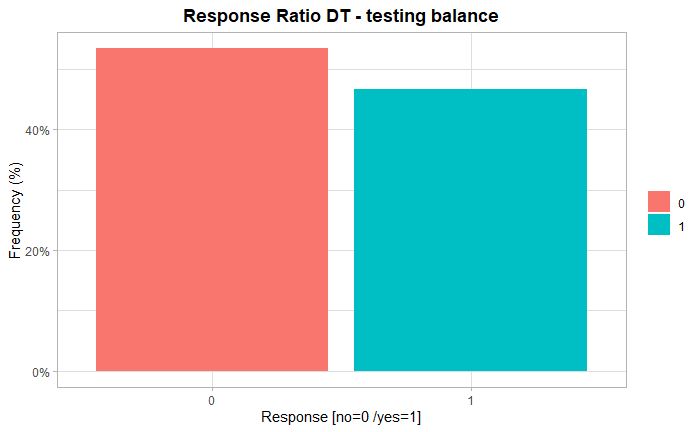 Response Ratio DT - testing balance
Frequency (%)
40%
20%
0%
0
1
Response [no=0 /yes=1]
0
1